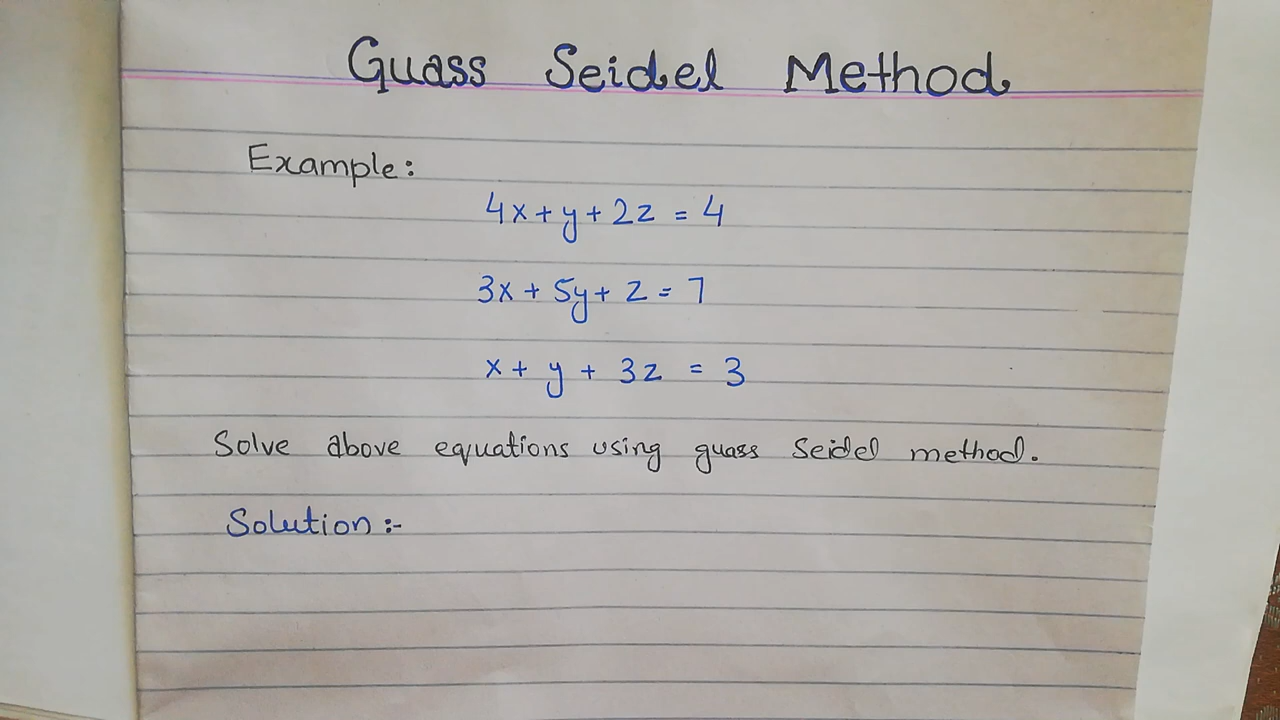 Guass Seidel Method
Example:
4x + y + 2z = 4
3x + 5y + z = 7
x + y + 3z = 3
Solve above equations using guass Seidel method.
Solution :-